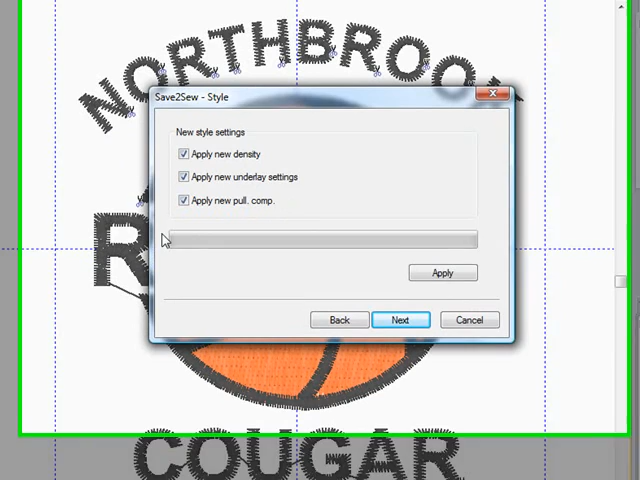 NORTHBROOK
Save2Sew - Style
New style settings
Apply new density
Apply new underlay settings
Apply new pull. comp.
R
Apply
Back
Next
Cancel
COUGAR